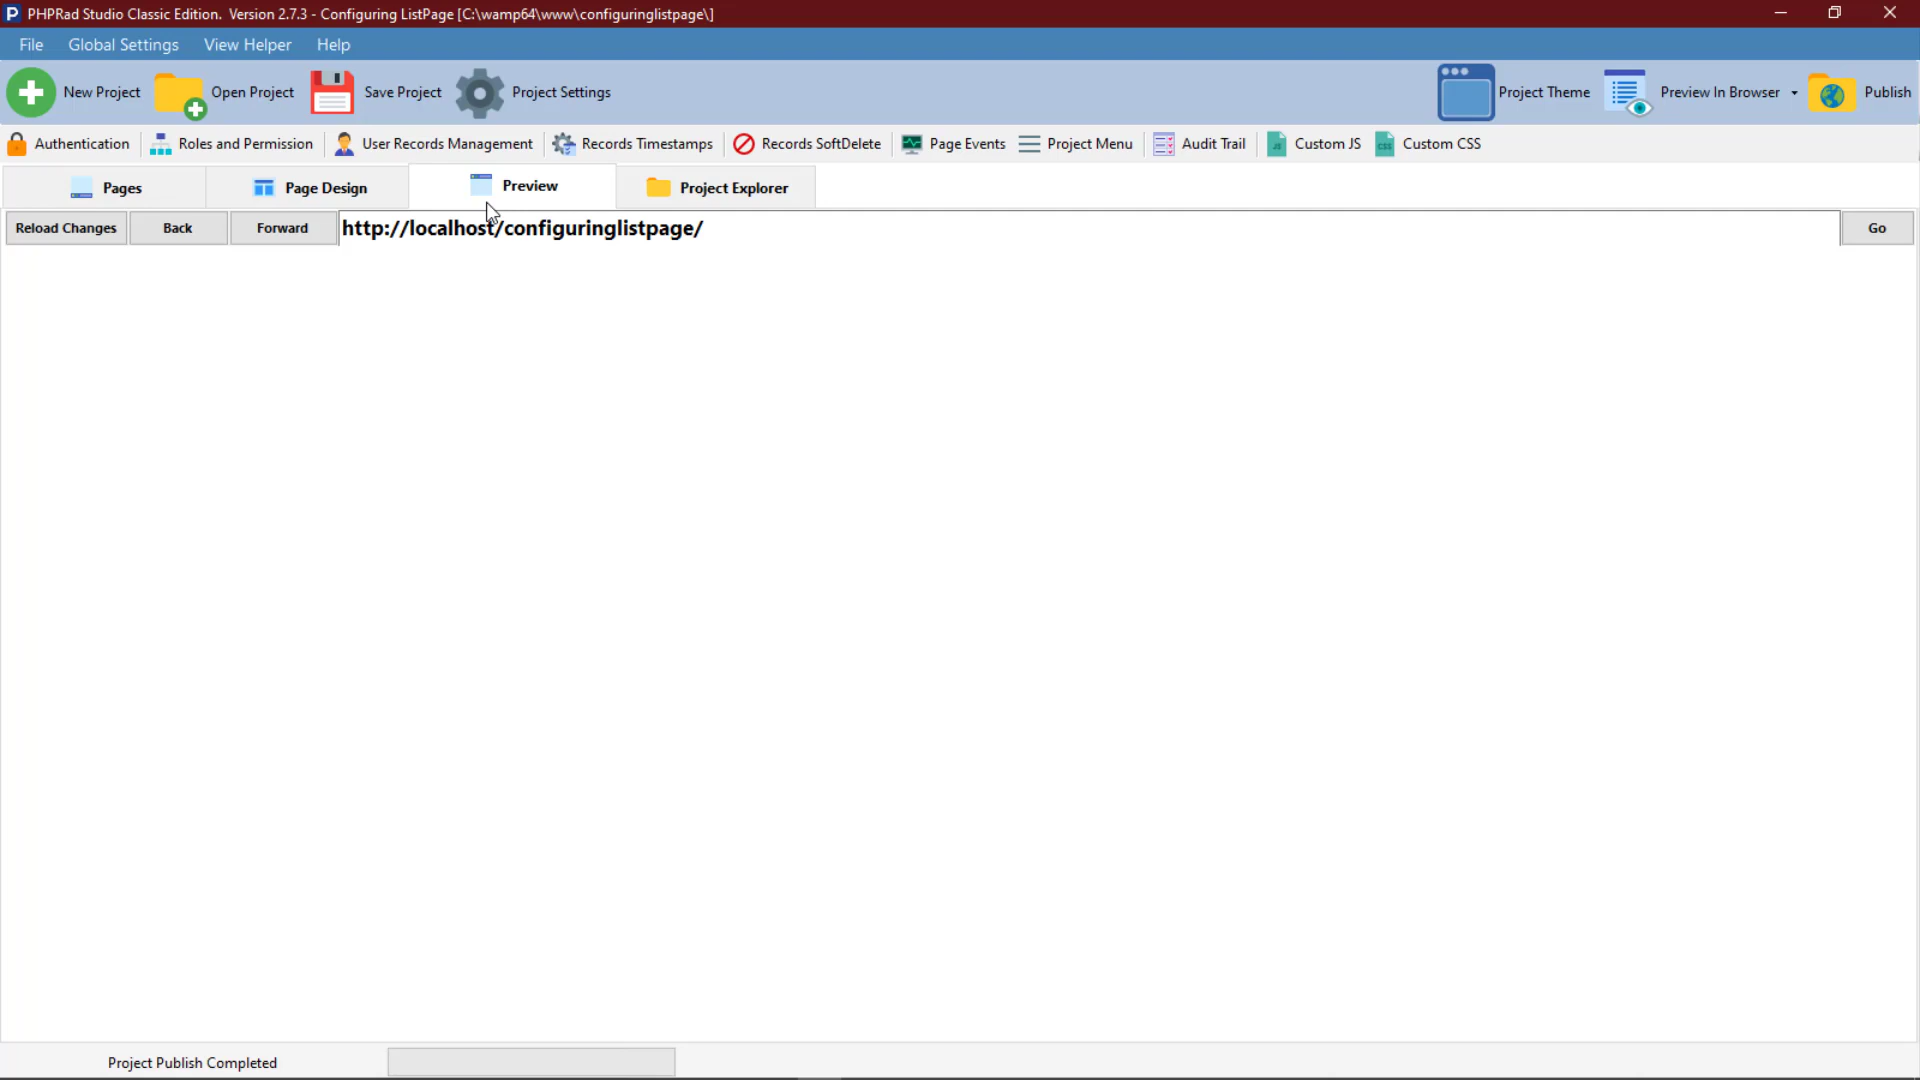 PHPRad Studio Classic Edition. Version 2.7.3 - Configuring ListPage [C:\wamp64\www\configuringlistpage\]
File Global Settings View Helper Help
New Project Open Project Save Project Project Settings Project Theme Preview In Browser Publish
Authentication Roles and Permission User Records Management Records Timestamps Records SoftDelete Page Events Project Menu Audit Trail Custom JS Custom CSS
Pages Page Design Preview Project Explorer
Reload Changes Back Forward http://localhost/configuringlistpage/ Go
Project Publish Completed